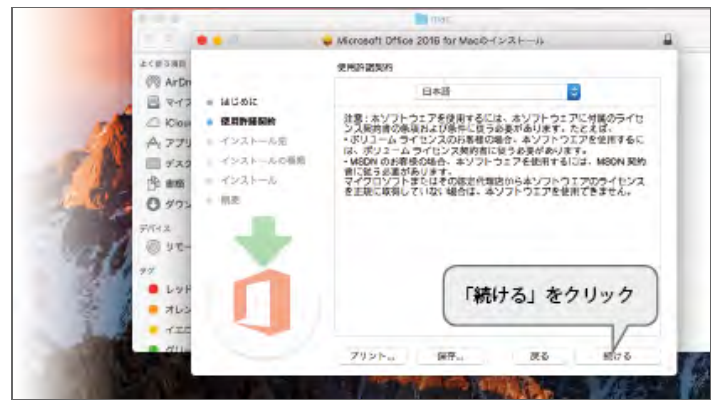 mac
Microsoft Office 2016 for Macのインストール
よく使う項目
AirDr
マイフ
iCloud
アプリ
デスク
書類
ダウン
デバイス
リモー
タグ
レッド
オレン
イエロ
グリー
はじめに
使用許諾契約
インストール先
インストールの種類
インストール
概要
使用許諾契約
日本語
注意：本ソフトウェアを使用するには、本ソフトウェアに付属のライセ
ンス契約書の条項および条件に従う必要があります。たとえば、
• ボリューム ライセンスのお客様の場合、本ソフトウェアを使用するに
は、ボリューム ライセンス契約書に従う必要があります。
• MSDN のお客様の場合、本ソフトウェアを使用するには、MSDN 契約
書に従う必要があります。
マイクロソフトまたはその認定代理店から本ソフトウェアのライセンス
を正規に取得していない場合は、本ソフトウェアを使用できません。
「続ける」をクリック
プリント...
保存...
戻る
続ける